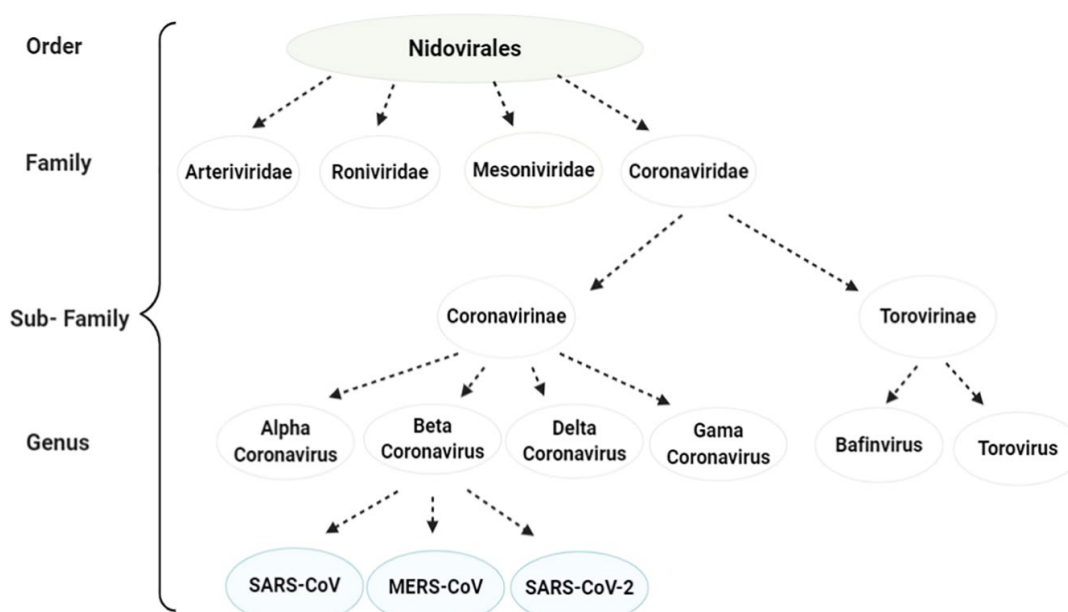 Order
Nidovirales
Family
Arteriviridae
Roniviridae
Mesoniviridae
Coronaviridae
Sub- Family
Coronavirinae
Torovirinae
Genus
Alpha
Coronavirus
Beta
Coronavirus
Delta
Coronavirus
Gama
Coronavirus
Bafinvirus
Torovirus
SARS-CoV
MERS-CoV
SARS-CoV-2